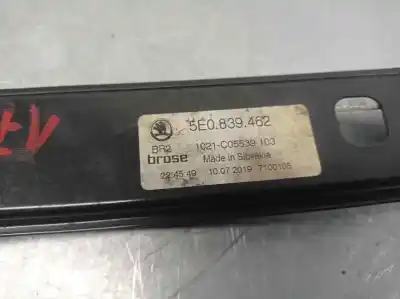 5E0.839.462
BR2 1021-C05539 103
brose Made in Slovakia
22:45:49 10.07.2019 7100105